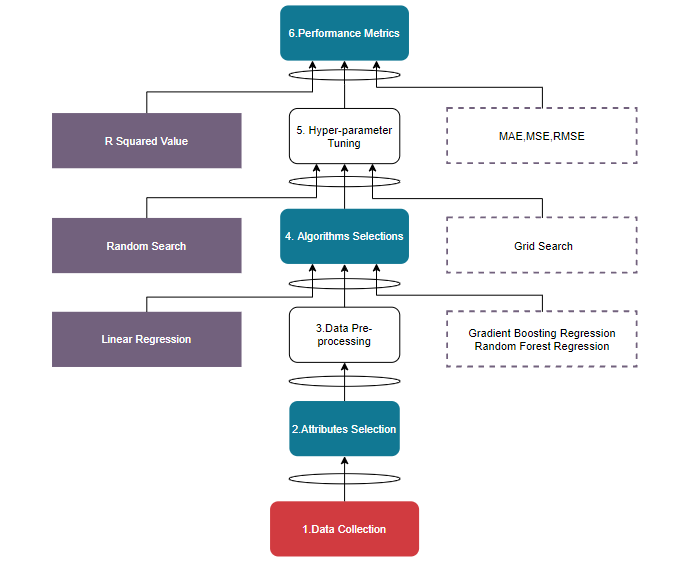 6.Performance Metrics
R Squared Value
5. Hyper-parameter
Tuning
MAE,MSE,RMSE
Random Search
4. Algorithms Selections
Grid Search
Linear Regression
3.Data Pre-
processing
Gradient Boosting Regression
Random Forest Regression
2.Attributes Selection
1.Data Collection